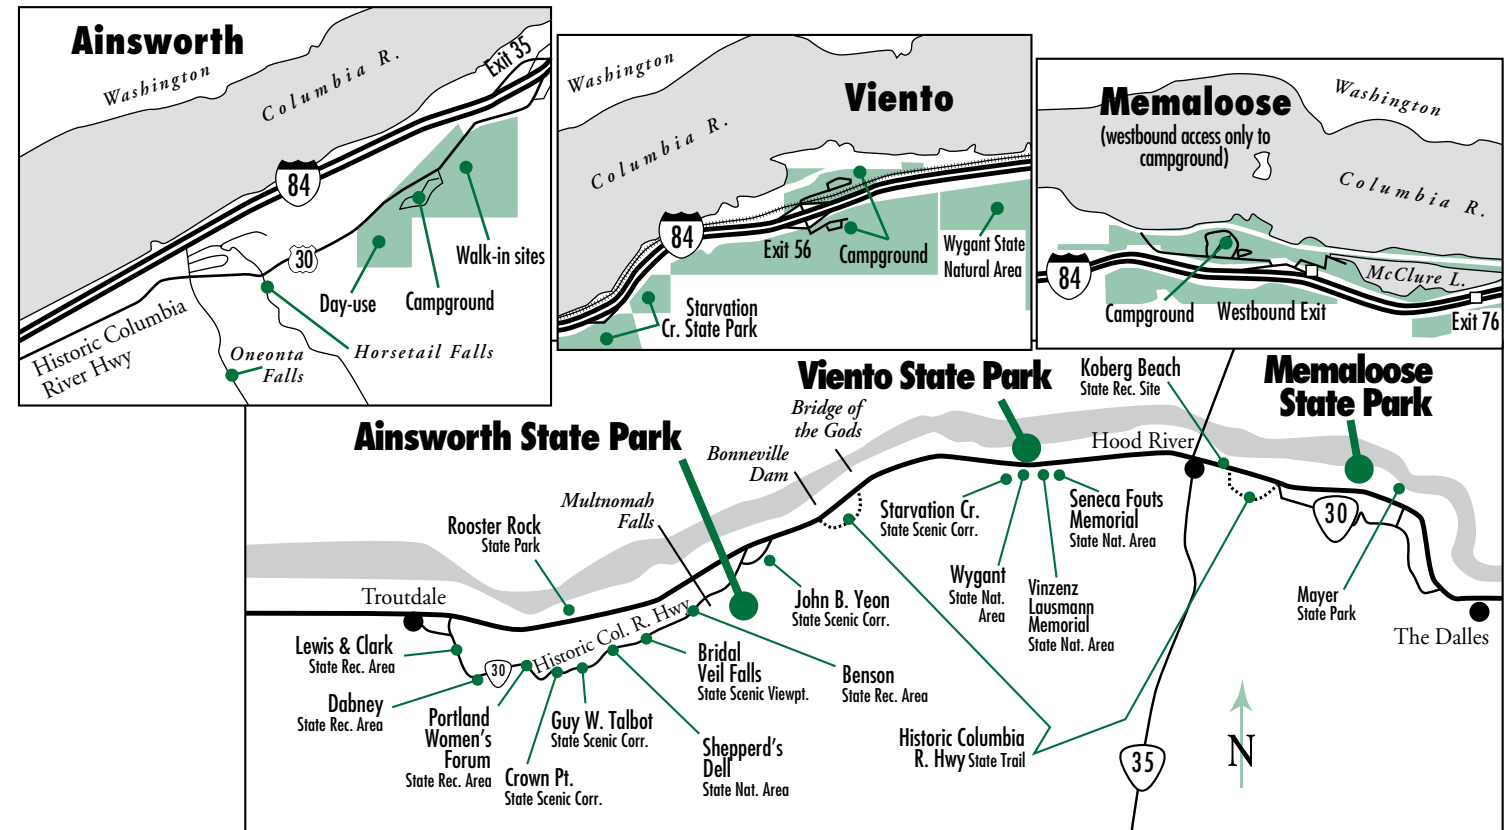 Ainsworth
Washington
Columbia R.
Exit 35
84
30
Walk-in sites
Day-use
Campground
Historic Columbia
River Hwy
Oneonta
Falls
Horsetail Falls
Washington
Viento
Columbia R.
84
Exit 56
Campground
Wygant State
Natural Area
Starvation
Cr. State Park
Memaloose
(westbound access only to
campground)
Washington
Columbia R.
84
McClure L.
Campground
Westbound Exit
Exit 76
Ainsworth State Park
Viento State Park
Memaloose
State Park
Koberg Beach
State Rec. Site
Bridge of
the Gods
Bonneville
Dam
Multnomah
Falls
Hood River
Rooster Rock
State Park
Troutdale
Lewis & Clark
State Rec. Area
Dabney
State Rec. Area
30
Historic Col. R. Hwy
Portland
Women's
Forum
State Rec. Area
Crown Pt.
State Scenic Corr.
Guy W. Talbot
State Scenic Corr.
Shepperd's
Dell
State Nat. Area
Bridal
Veil Falls
State Scenic Viewpt.
Benson
State Rec. Area
John B. Yeon
State Scenic Corr.
Starvation Cr.
State Scenic Corr.
Wygant
State Nat.
Area
Vinzenz
Lausmann
Memorial
State Nat. Area
Seneca Fouts
Memorial
State Nat. Area
Historic Columbia
R. Hwy State Trail
35
N
30
Mayer
State Park
The Dalles